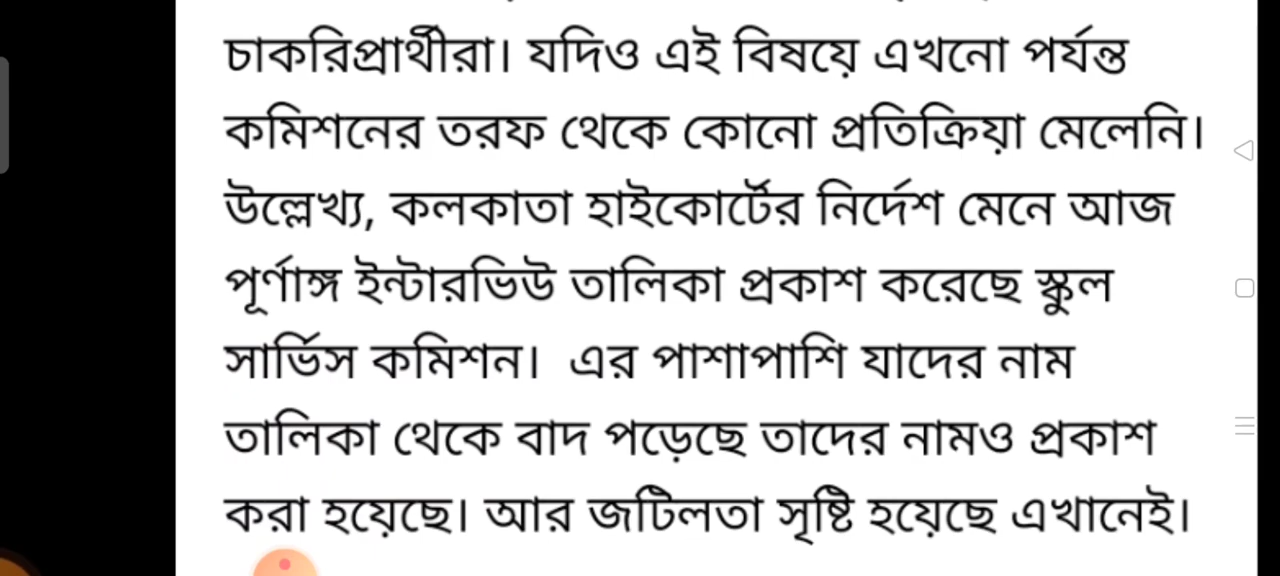 চাকরিপ্রার্থীরা। যদিও এই বিষয়ে এখনো পর্যন্ত
কমিশনের তরফ থেকে কোনো প্রতিক্রিয়া মেলেনি।
উল্লেখ্য, কলকাতা হাইকোর্টের নির্দেশ মেনে আজ
পূর্ণাঙ্গ ইন্টারভিউ তালিকা প্রকাশ করেছে স্কুল
সার্ভিস কমিশন। এর পাশাপাশি যাদের নাম
তালিকা থেকে বাদ পড়েছে তাদের নামও প্রকাশ
করা হয়েছে। আর জটিলতা সৃষ্টি হয়েছে এখানেই।